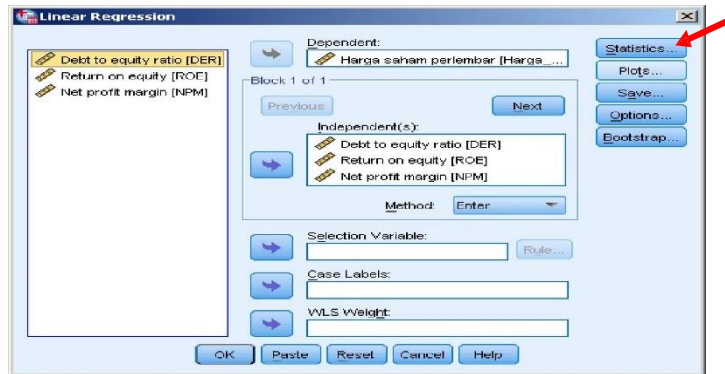 Linear Regression
Debt to equity ratio [DER]
Return on equity [ROE]
Net profit margin [NPM]
Dependent:
Harga saham perlembar [Harga_...
Block 1 of 1
Previous
Next
Independent(s):
Debt to equity ratio [DER]
Return on equity [ROE]
Net profit margin [NPM]
Method: Enter
Selection Variable:
Rule...
Case Labels:
WLS Weight:
Statistics...
Plots...
Save...
Options...
Bootstrap...
OK Paste Reset Cancel Help